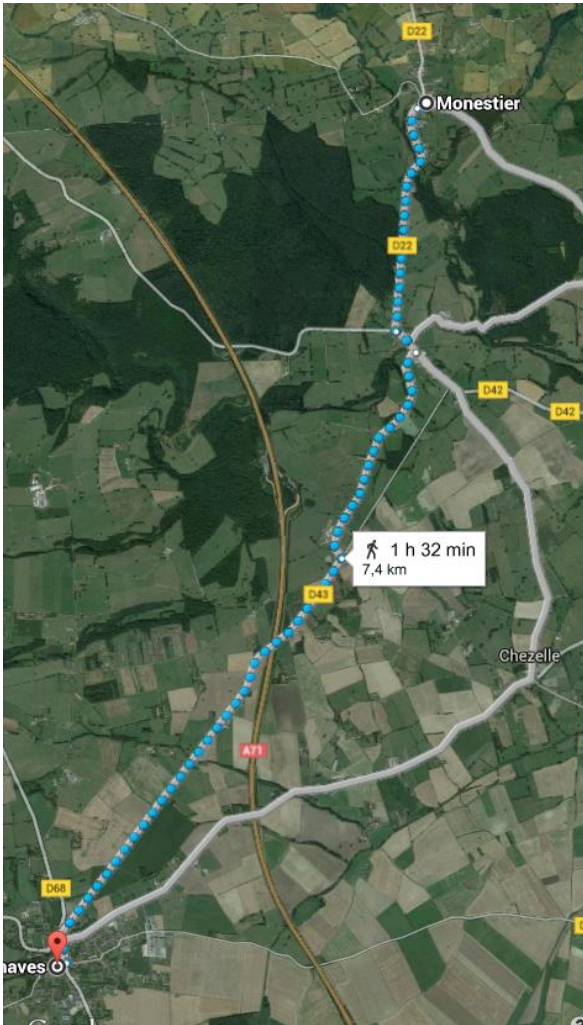 D22
Monestier
D22
D42
D42
1 h 32 min
7,4 km
D43
Chezelle
A71
D68
naves